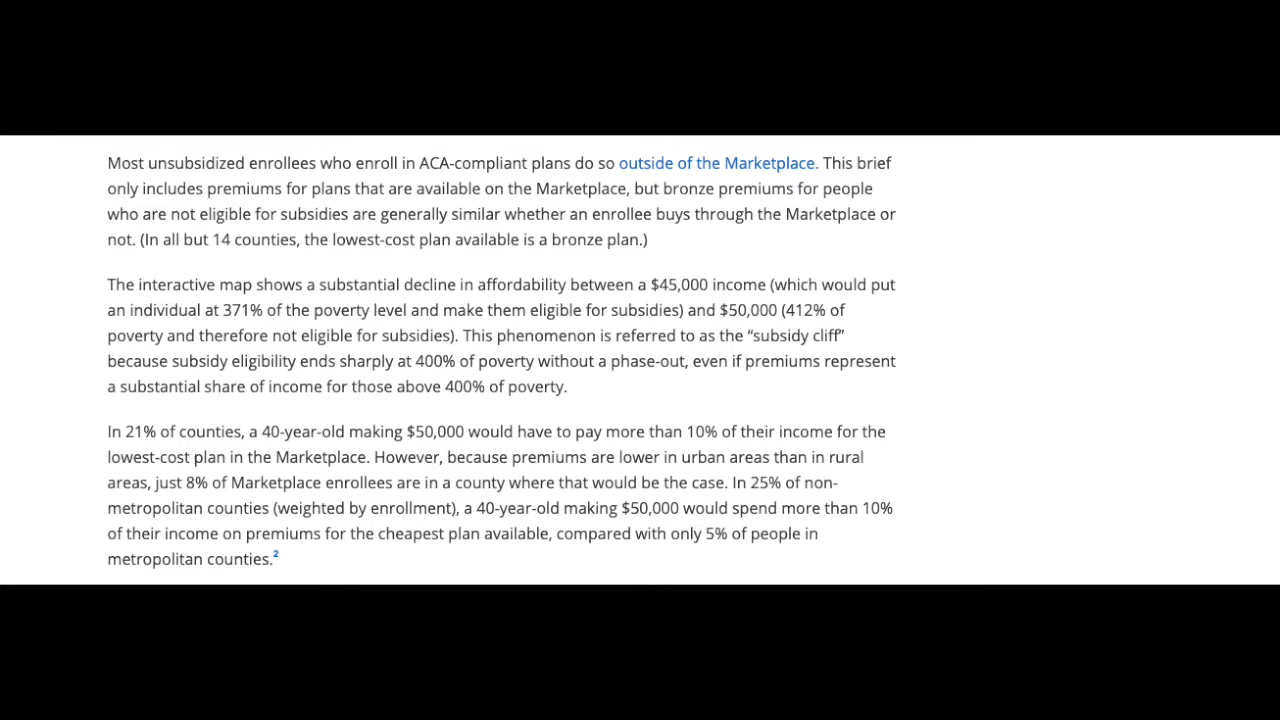 Most unsubsidized enrollees who enroll in ACA-compliant plans do so outside of the Marketplace. This brief
only includes premiums for plans that are available on the Marketplace, but bronze premiums for people
who are not eligible for subsidies are generally similar whether an enrollee buys through the Marketplace or
not. (In all but 14 counties, the lowest-cost plan available is a bronze plan.)
The interactive map shows a substantial decline in affordability between a $45,000 income (which would put
an individual at 371% of the poverty level and make them eligible for subsidies) and $50,000 (412% of
poverty and therefore not eligible for subsidies). This phenomenon is referred to as the “subsidy cliff”
because subsidy eligibility ends sharply at 400% of poverty without a phase-out, even if premiums represent
a substantial share of income for those above 400% of poverty.
In 21% of counties, a 40-year-old making $50,000 would have to pay more than 10% of their income for the
lowest-cost plan in the Marketplace. However, because premiums are lower in urban areas than in rural
areas, just 8% of Marketplace enrollees are in a county where that would be the case. In 25% of non-
metropolitan counties (weighted by enrollment), a 40-year-old making $50,000 would spend more than 10%
of their income on premiums for the cheapest plan available, compared with only 5% of people in
metropolitan counties.2